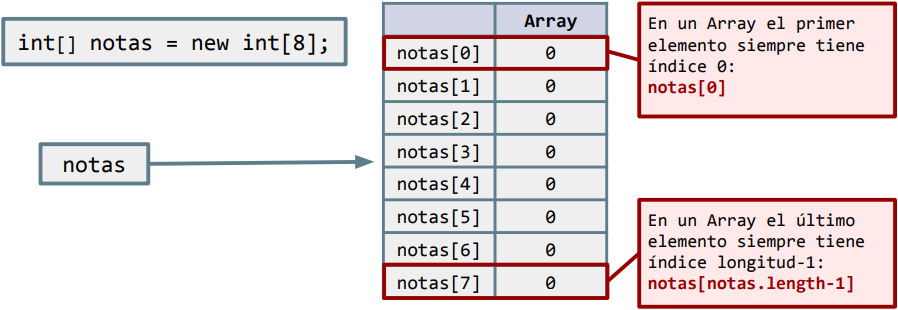 int[] notas = new int[8];
notas
Array
notas[0] 0
notas[1] 0
notas[2] 0
notas[3] 0
notas[4] 0
notas[5] 0
notas[6] 0
notas[7] 0
En un Array el primer
elemento siempre tiene
índice 0:
notas[0]
En un Array el último
elemento siempre tiene
índice longitud-1:
notas[notas.length-1]